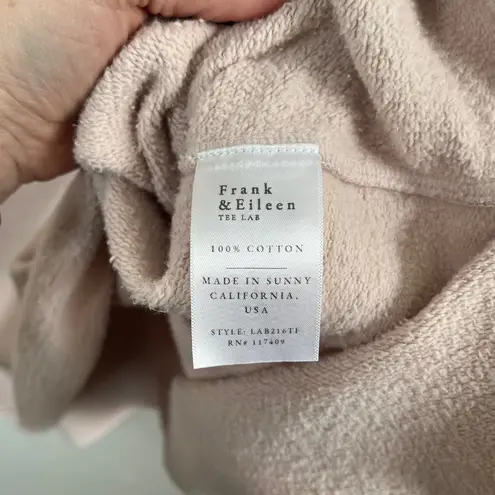 Frank
& Eileen
TEE LAB
100% COTTON
MADE IN SUNNY
CALIFORNIA,
USA
STYLE: LAB216TF
RN# 117409